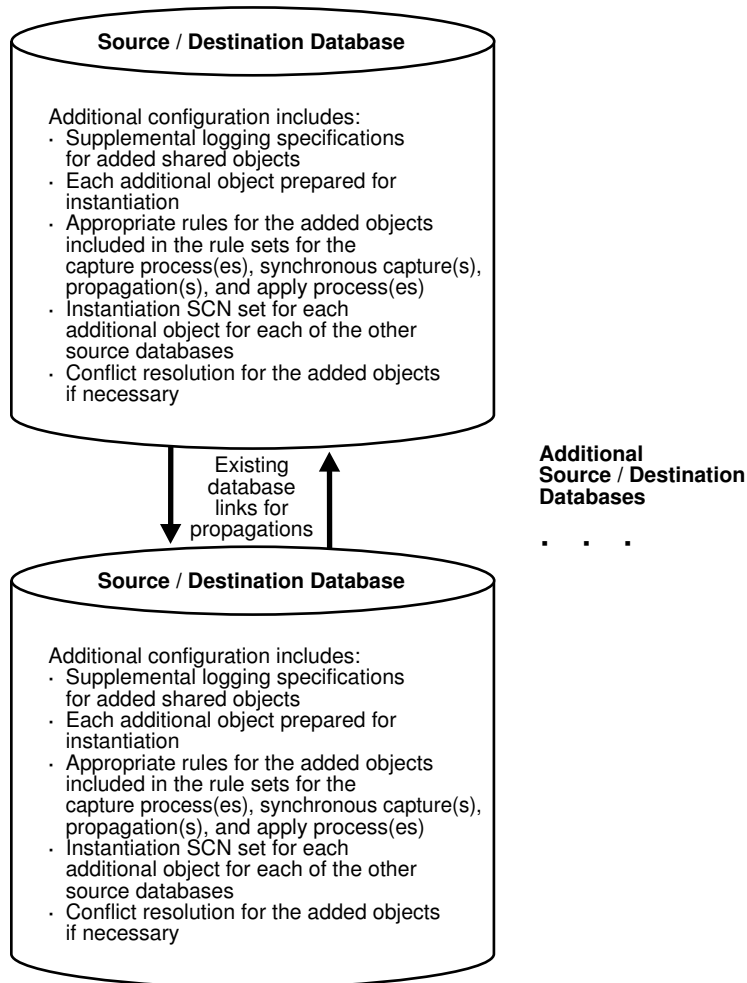 Source / Destination Database
Additional configuration includes:
· Supplemental logging specifications
for added shared objects
· Each additional object prepared for
instantiation
· Appropriate rules for the added objects
included in the rule sets for the
capture process(es), synchronous capture(s),
propagation(s), and apply process(es)
· Instantiation SCN set for each
additional object for each of the other
source databases
· Conflict resolution for the added objects
if necessary
Existing
database
links for
propagations
Additional
Source / Destination
Databases
. . .
Source / Destination Database
Additional configuration includes:
· Supplemental logging specifications
for added shared objects
· Each additional object prepared for
instantiation
· Appropriate rules for the added objects
included in the rule sets for the
capture process(es), synchronous capture(s),
propagation(s), and apply process(es)
· Instantiation SCN set for each
additional object for each of the other
source databases
· Conflict resolution for the added objects
if necessary